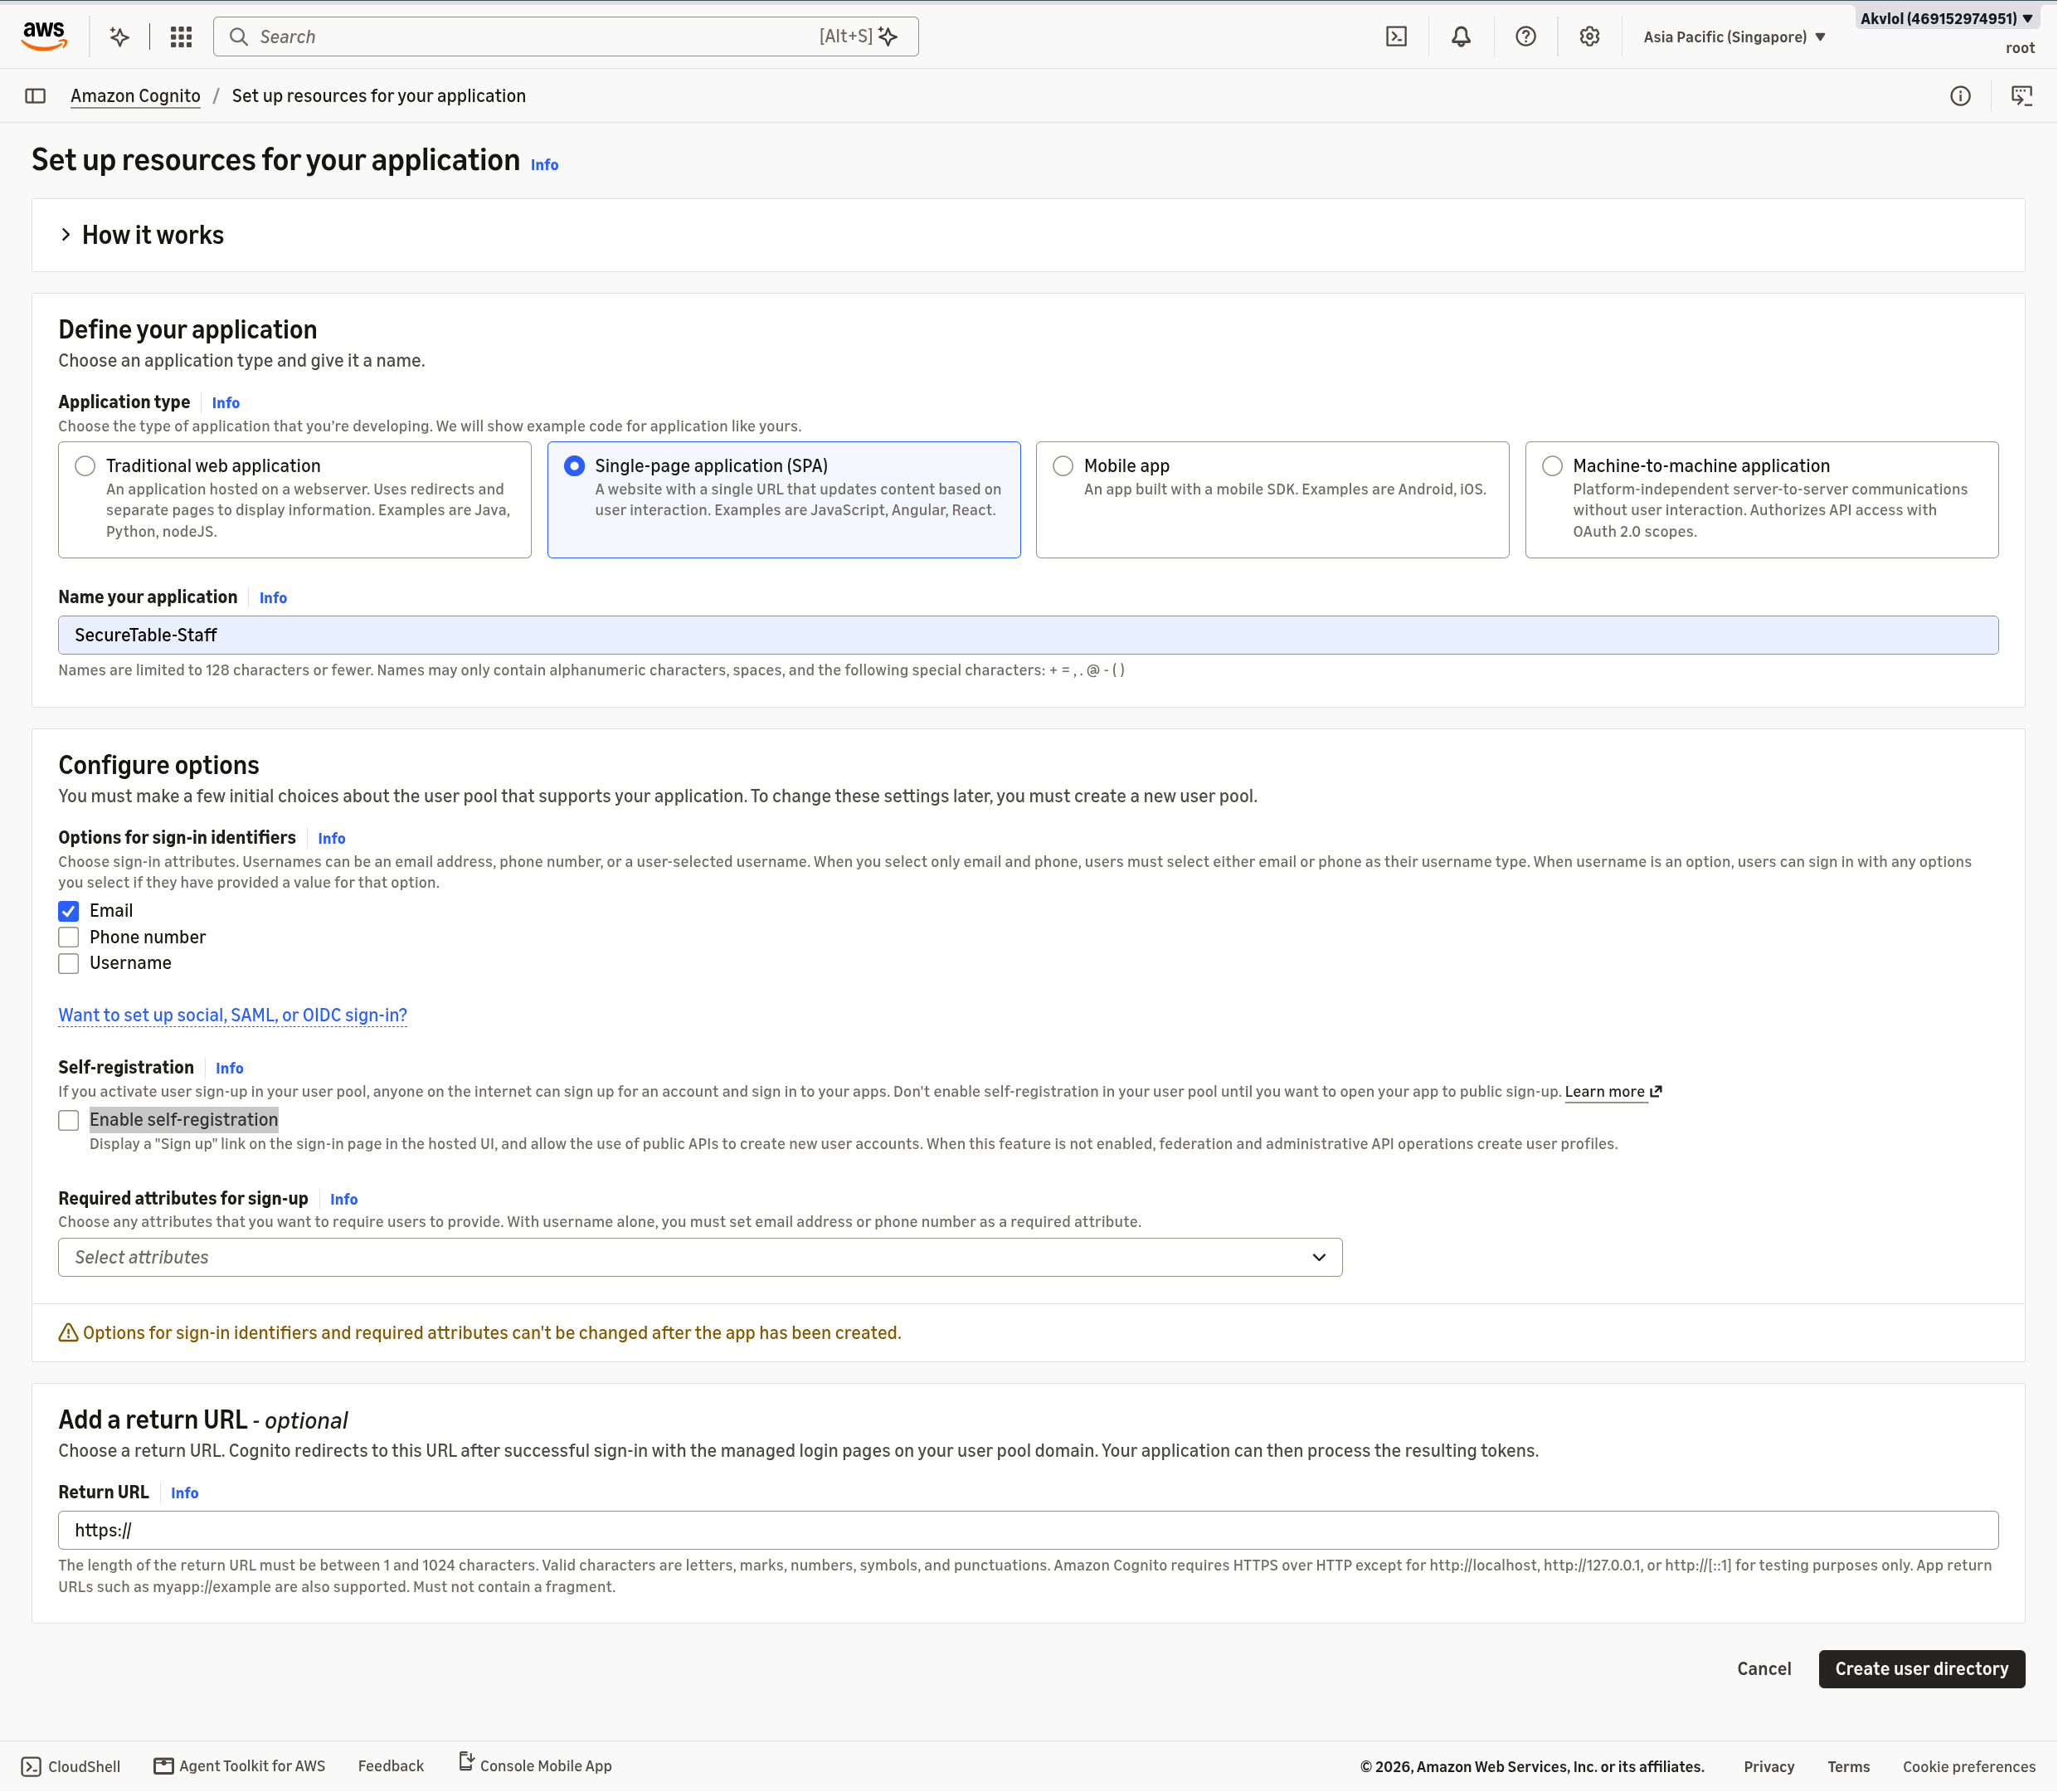 aws
Search
[Alt+S]
Asia Pacific (Singapore)
Akvlol (469152974951)
root
Amazon Cognito / Set up resources for your application
Set up resources for your application Info
How it works
Define your application
Choose an application type and give it a name.
Application type Info
Choose the type of application that you're developing. We will show example code for application like yours.
Traditional web application
An application hosted on a webserver. Uses redirects and
separate pages to display information. Examples are Java,
Python, nodeJS.
Single-page application (SPA)
A website with a single URL that updates content based on
user interaction. Examples are JavaScript, Angular, React.
Mobile app
An app built with a mobile SDK. Examples are Android, iOS.
Machine-to-machine application
Platform-independent server-to-server communications
without user interaction. Authorizes API access with
OAuth 2.0 scopes.
Name your application Info
SecureTable-Staff
Names are limited to 128 characters or fewer. Names may only contain alphanumeric characters, spaces, and the following special characters: + = , . @ - ( )
Configure options
You must make a few initial choices about the user pool that supports your application. To change these settings later, you must create a new user pool.
Options for sign-in identifiers Info
Choose sign-in attributes. Usernames can be an email address, phone number, or a user-selected username. When you select only email and phone, users must select either email or phone as their username type. When username is an option, users can sign in with any options
you select if they have provided a value for that option.
Email
Phone number
Username
Want to set up social, SAML, or OIDC sign-in?
Self-registration Info
If you activate user sign-up in your user pool, anyone on the internet can sign up for an account and sign in to your apps. Don't enable self-registration in your user pool until you want to open your app to public sign-up. Learn more
Enable self-registration
Display a "Sign up" link on the sign-in page in the hosted UI, and allow the use of public APIs to create new user accounts. When this feature is not enabled, federation and administrative API operations create user profiles.
Required attributes for sign-up Info
Choose any attributes that you want to require users to provide. With username alone, you must set email address or phone number as a required attribute.
Select attributes
Options for sign-in identifiers and required attributes can't be changed after the app has been created.
Add a return URL - optional
Choose a return URL. Cognito redirects to this URL after successful sign-in with the managed login pages on your user pool domain. Your application can then process the resulting tokens.
Return URL Info
https://
The length of the return URL must be between 1 and 1024 characters. Valid characters are letters, marks, numbers, symbols, and punctuations. Amazon Cognito requires HTTPS over HTTP except for http://localhost, http://127.0.0.1, or http://[::1] for testing purposes only. App return
URLs such as myapp://example are also supported. Must not contain a fragment.
Cancel
Create user directory
CloudShell
Agent Toolkit for AWS
Feedback
Console Mobile App
© 2026, Amazon Web Services, Inc. or its affiliates.
Privacy
Terms
Cookie preferences